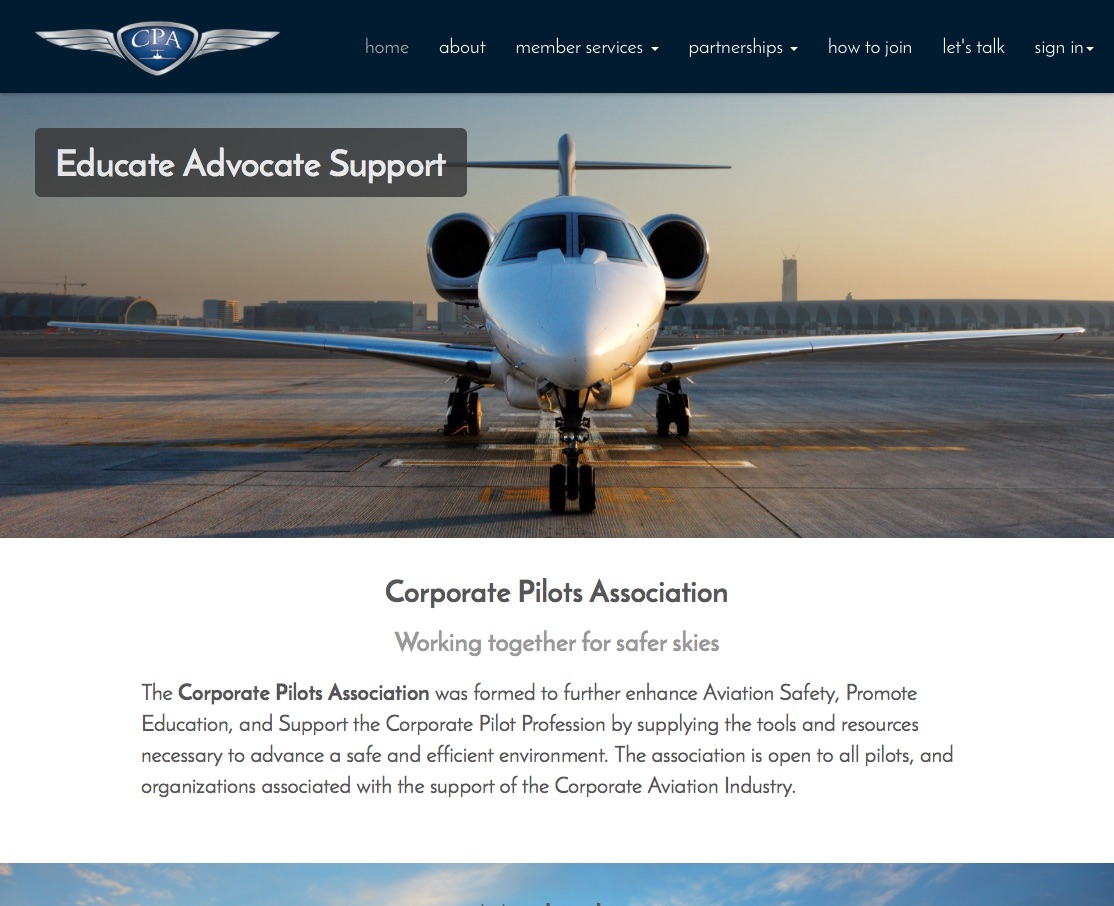 CPA
home about member services partnerships how to join let's talk sign in
Educate Advocate Support
Corporate Pilots Association
Working together for safer skies
The Corporate Pilots Association was formed to further enhance Aviation Safety, Promote
Education, and Support the Corporate Pilot Profession by supplying the tools and resources
necessary to advance a safe and efficient environment. The association is open to all pilots, and
organizations associated with the support of the Corporate Aviation Industry.